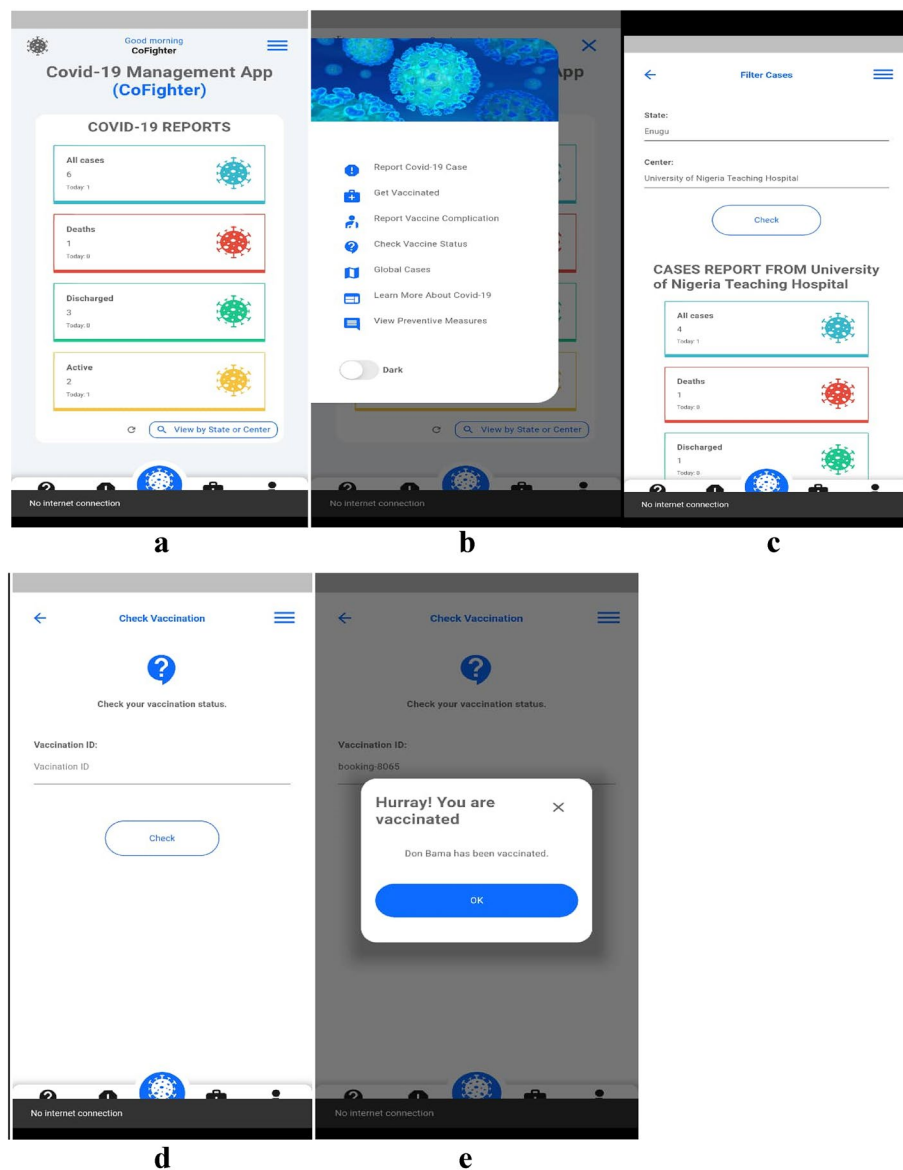 Good morning
CoFighter
Covid-19 Management App
(CoFighter)
COVID-19 REPORTS
All cases
6
Today: 1
Deaths
1
Today: 0
Discharged
3
Today: 0
Active
2
Today: 1
View by State or Center
No internet connection
a
App
Report Covid-19 Case
Get Vaccinated
Report Vaccine Complication
Check Vaccine Status
Global Cases
Learn More About Covid-19
View Preventive Measures
Dark
View by State or Center
No internet connection
b
Filter Cases
State:
Enugu
Center:
University of Nigeria Teaching Hospital
Check
CASES REPORT FROM University
of Nigeria Teaching Hospital
All cases
4
Today: 1
Deaths
1
Today: 0
Discharged
1
Today: 0
No internet connection
c
Check Vaccination
Check your vaccination status.
Vaccination ID:
Vacination ID
Check
No internet connection
d
Check Vaccination
Check your vaccination status.
Vaccination ID:
booking-8065
Hurray! You are
vaccinated
Don Bama has been vaccinated.
OK
No internet connection
e